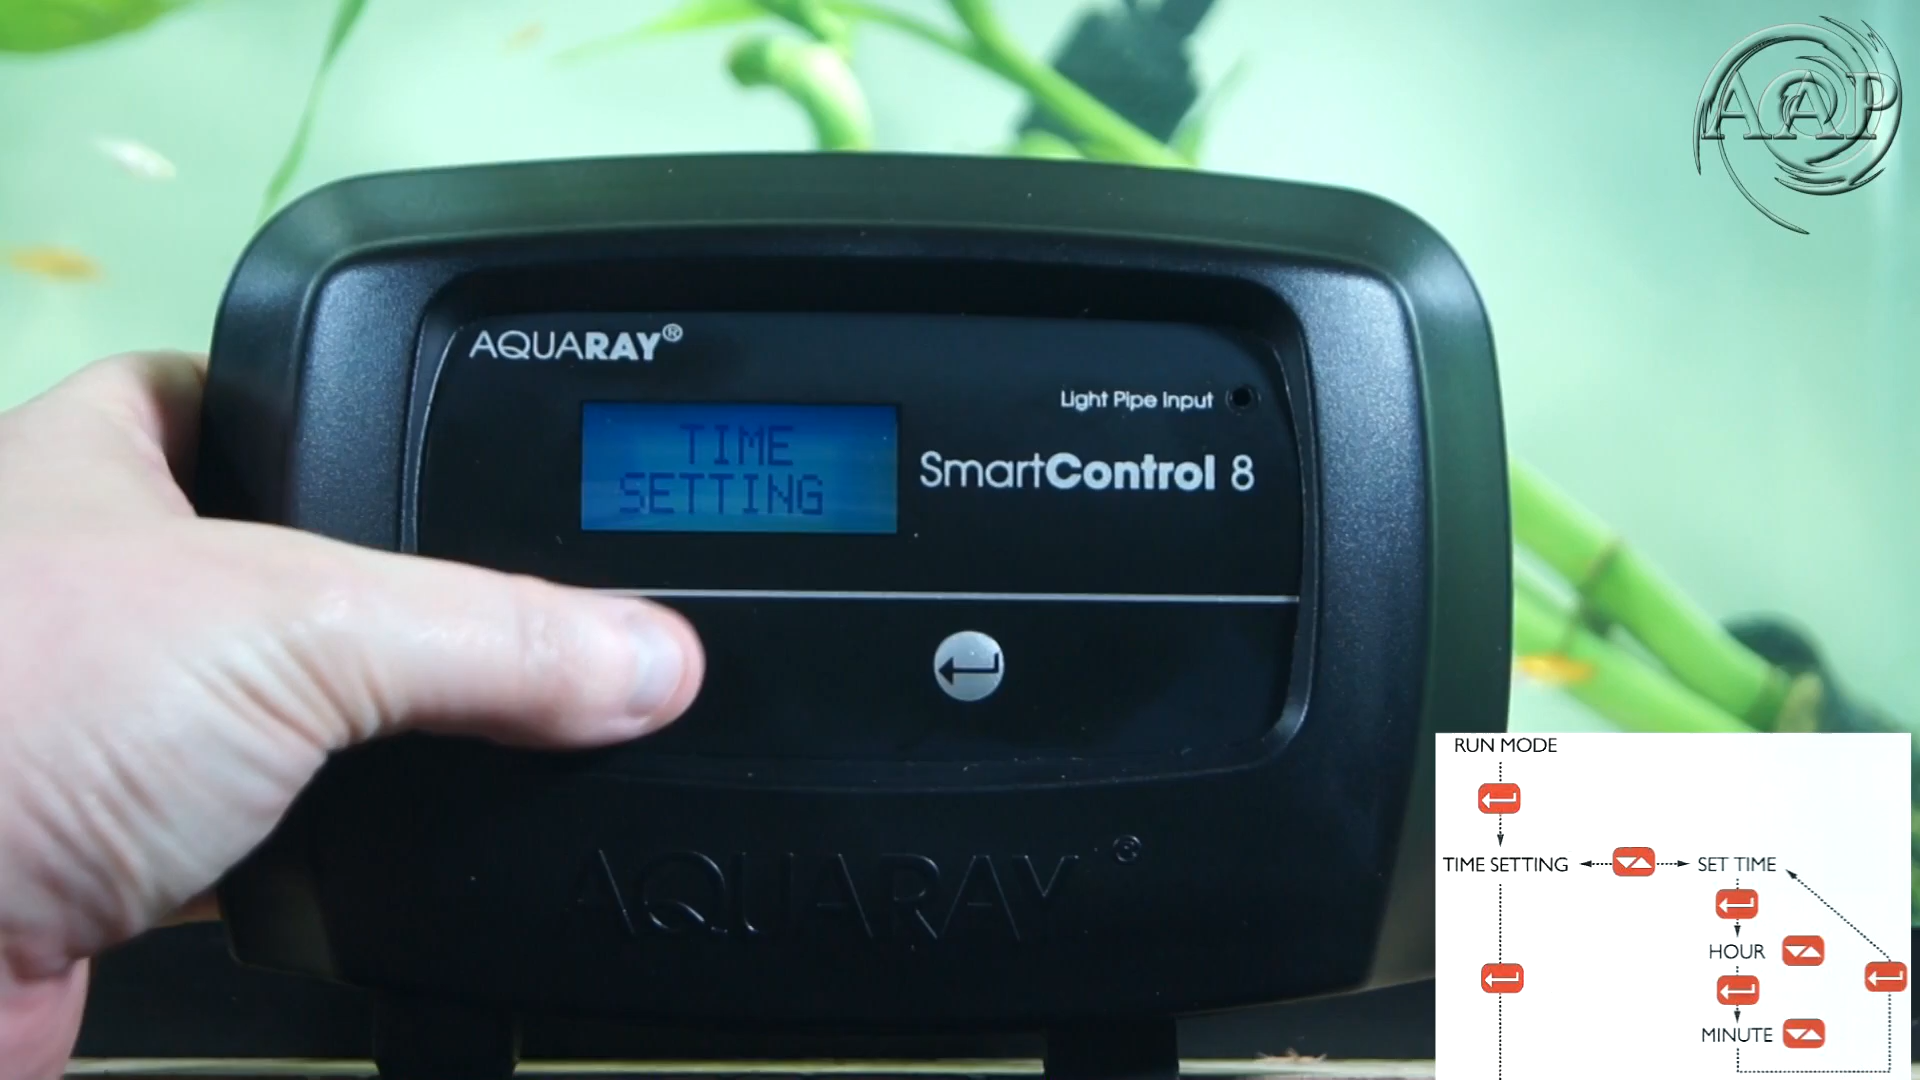 AAP
AQUARAY®
Light Pipe Input
TIME
SETTING
SmartControl 8
AQUARAY®
RUN MODE
TIME SETTING
SET TIME
HOUR
MINUTE